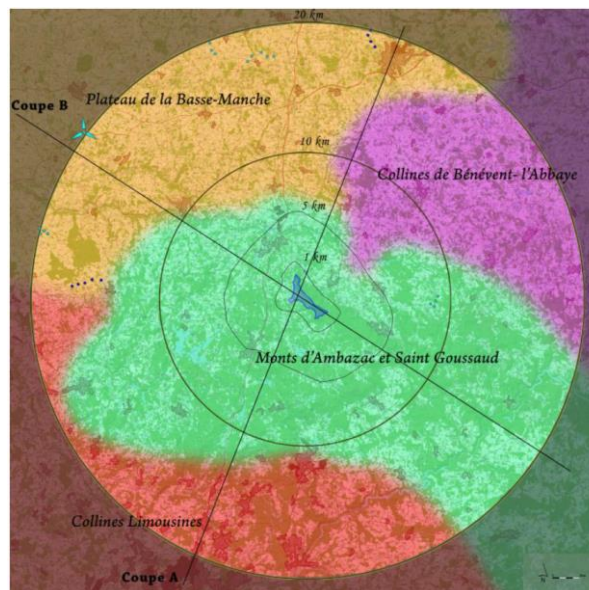 20 km
Coupe B
Plateau de la Basse-Manche
10 km
Collines de Bénévent- l'Abbaye
5 km
1 km
Monts d'Ambazac et Saint Goussaud
Collines Limousines
Coupe A